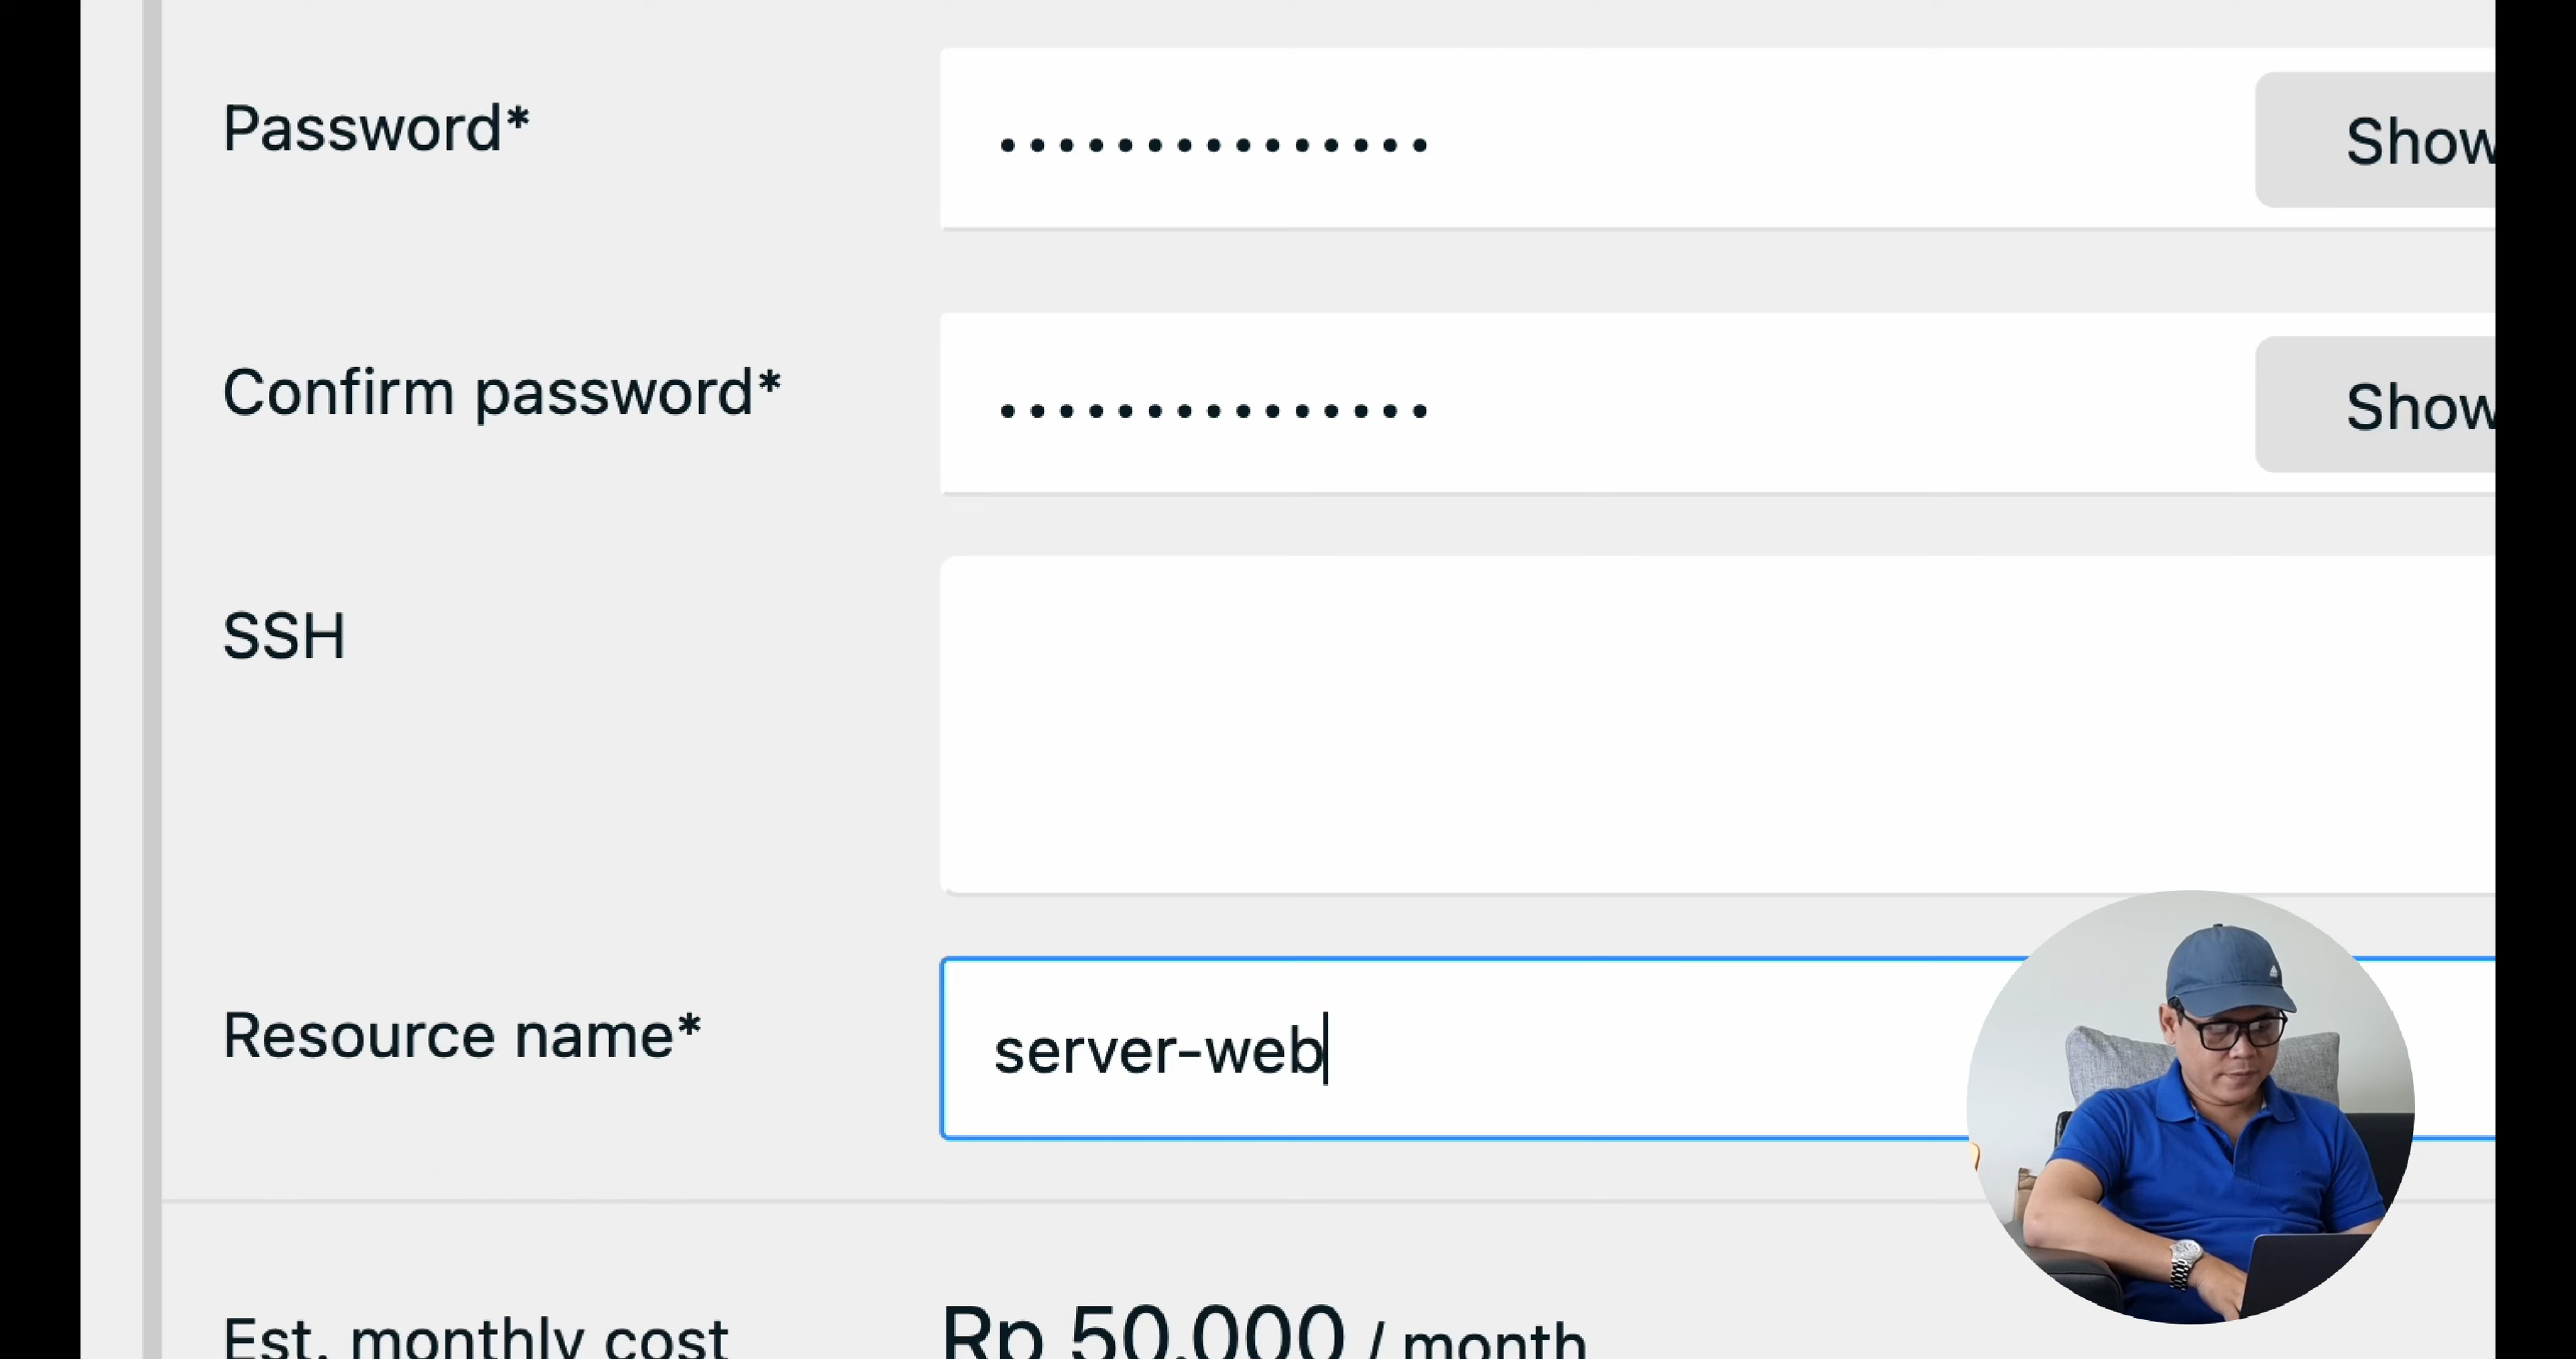 Password*
•••••••••••••••
Show
Confirm password*
•••••••••••••••
Show
SSH
Resource name*
server-web
Est. monthly cost
Rp 50.000 / month